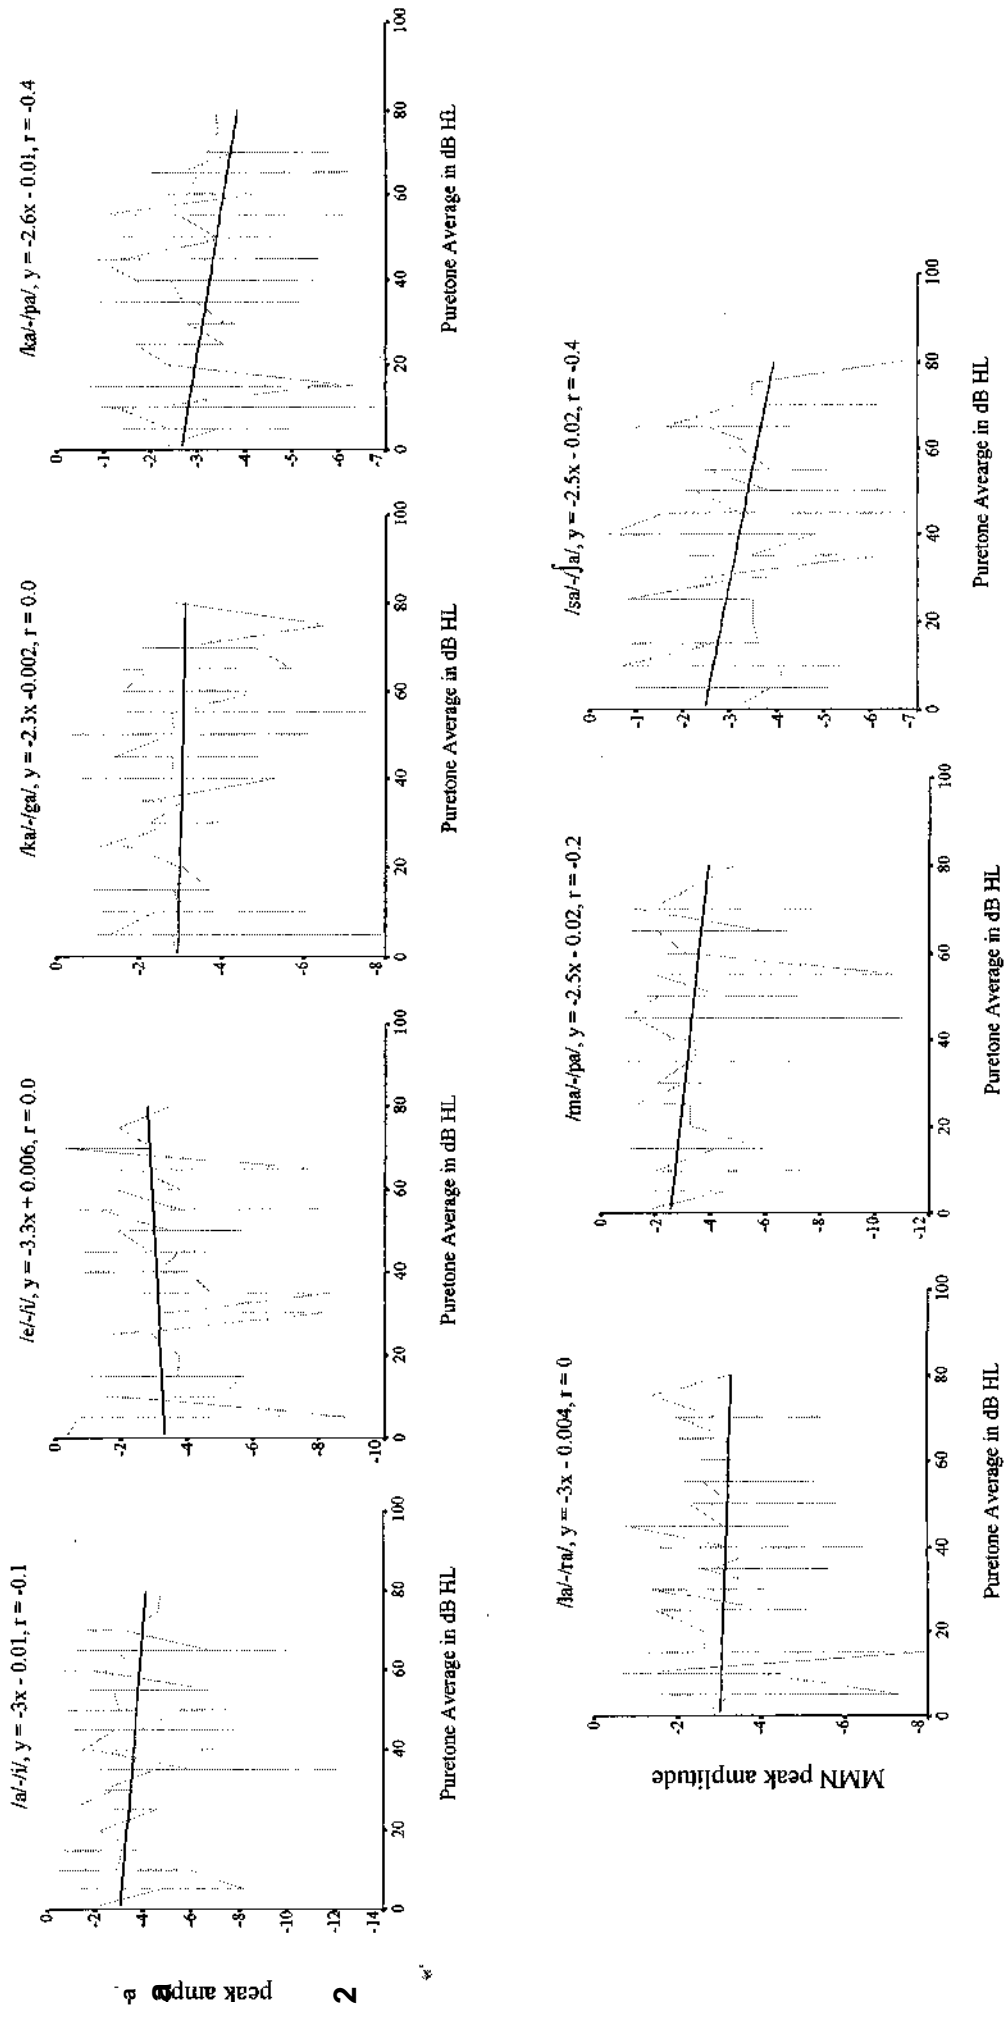 /a/-/i/, y = -3x - 0.01, r = -0.1
0
-2
-4
-6
-8
-10
-12
-14
0 20 40 60 80 100
Puretone Average in dB HL
peak amp
2
/e/-/i/, y = -3.3x + 0.006, r = 0.0
0
-2
-4
-6
-8
-10
0 20 40 60 80 100
Puretone Average in dB HL
/ka/-/ga/, y = -2.3x -0.002, r = 0.0
0
-2
-4
-6
-8
0 20 40 60 80 100
Puretone Average in dB HL
/ka/-/pa/, y = -2.6x - 0.01, r = -0.4
0
-1
-2
-3
-4
-5
-6
-7
0 20 40 60 80 100
Puretone Average in dB HL
/la/-/ra/, y = -3x - 0.004, r = 0
MMN peak amplitude
0
-2
-4
-6
-8
0 20 40 60 80 100
Puretone Average in dB HL
/ma/-/pa/, y = -2.5x - 0.02, r = -0.2
0
-2
-4
-6
-8
-10
-12
0 20 40 60 80 100
Puretone Average in dB HL
/sa/-/ʃa/, y = -2.5x - 0.02, r = -0.4
0
-1
-2
-3
-4
-5
-6
-7
0 20 40 60 80 100
Puretone Avearge in dB HL